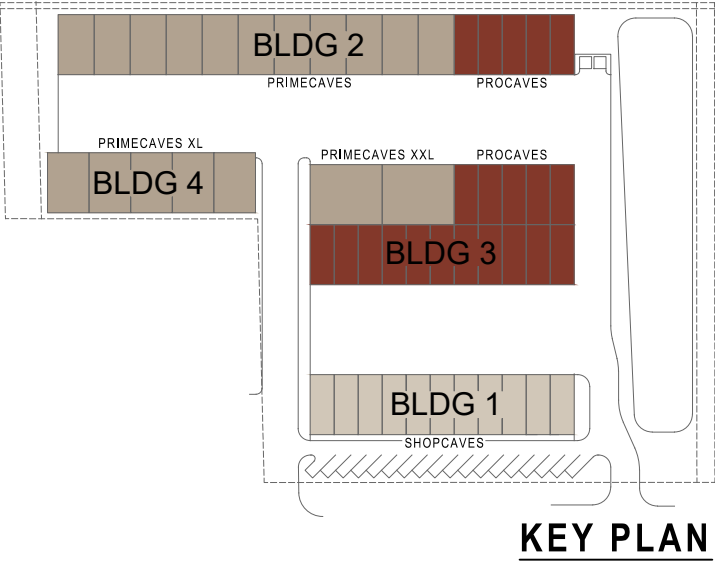 BLDG 2
PRIMECAVES PROCAVES
PRIMECAVES XL
BLDG 4
PRIMECAVES XXL PROCAVES
BLDG 3
BLDG 1
SHOPCAVES
KEY PLAN